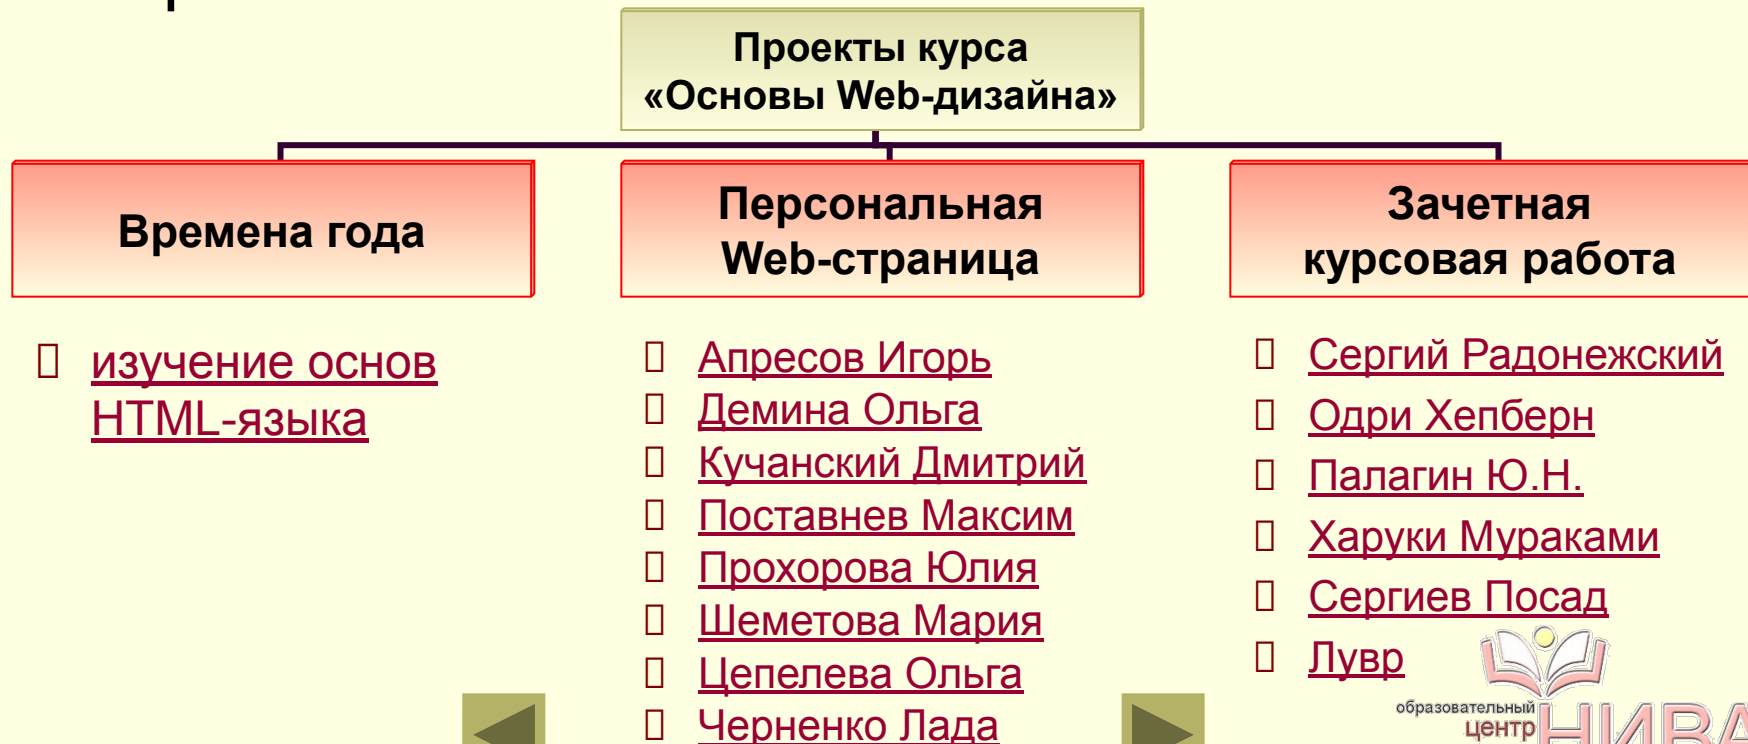 Проекты курса
«Основы Web-дизайна»
Времена года
изучение основ
HTML-языка
Персональная
Web-страница
Апресов Игорь
Демина Ольга
Кучанский Дмитрий
Поставнев Максим
Прохорова Юлия
Шеметова Мария
Цепелева Ольга
Черненко Лада
Зачетная
курсовая работа
Сергий Радонежский
Одри Хепберн
Палагин Ю.Н.
Харуки Мураками
Сергиев Посад
Лувр
образовательный
центр
НИВА